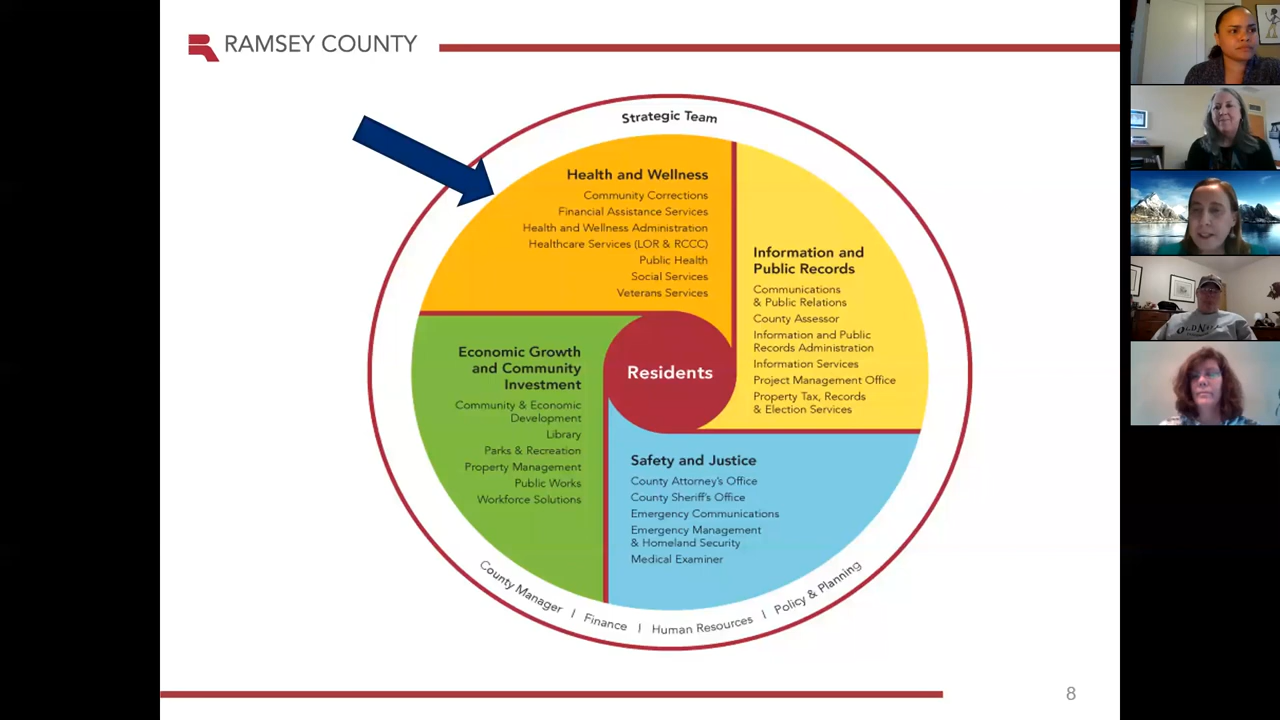 RAMSEY COUNTY
Strategic Team
Health and Wellness
Community Corrections
Financial Assistance Services
Health and Wellness Administration
Healthcare Services (LOR & RCCC)
Public Health
Social Services
Veterans Services
Information and
Public Records
Communications
& Public Relations
County Assessor
Information and Public
Records Administration
Information Services
Project Management Office
Property Tax, Records
& Election Services
Economic Growth
and Community
Investment
Community & Economic
Development
Library
Parks & Recreation
Property Management
Public Works
Workforce Solutions
Residents
Safety and Justice
County Attorney's Office
County Sheriff's Office
Emergency Communications
Emergency Management
& Homeland Security
Medical Examiner
County Manager | Finance | Human Resources | Policy & Planning
8